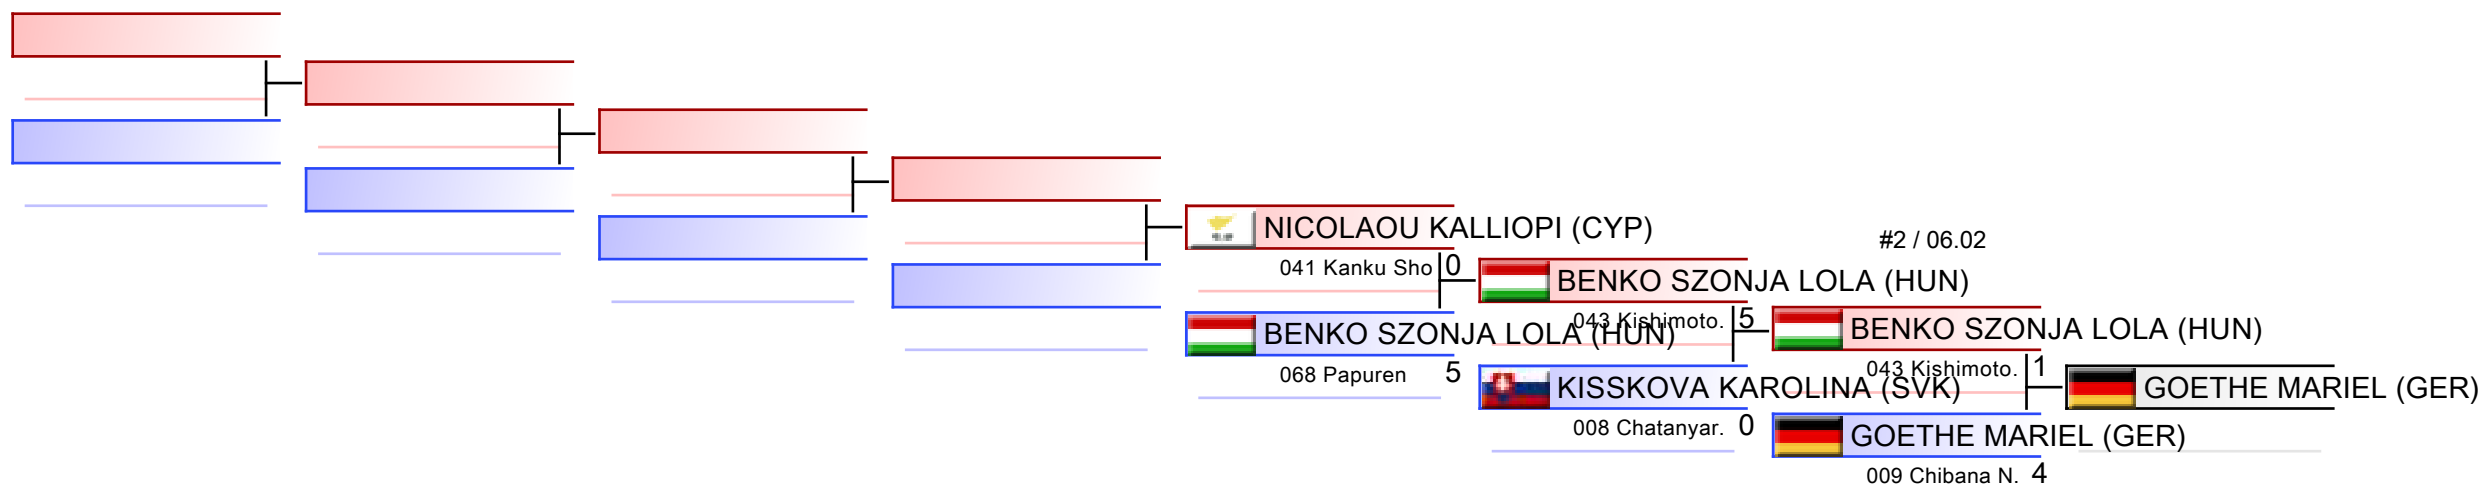 NICOLAOU KALLIOPI (CYP)
041 Kanku Sho 0
BENKO SZONJA LOLA (HUN)
068 Papuren 5
BENKO SZONJA LOLA (HUN)
043 Kishimoto. 5
KISSKOVA KAROLINA (SVK)
008 Chatanyar. 0
#2 / 06.02
BENKO SZONJA LOLA (HUN)
043 Kishimoto. 1
GOETHE MARIEL (GER)
009 Chibana N. 4
GOETHE MARIEL (GER)